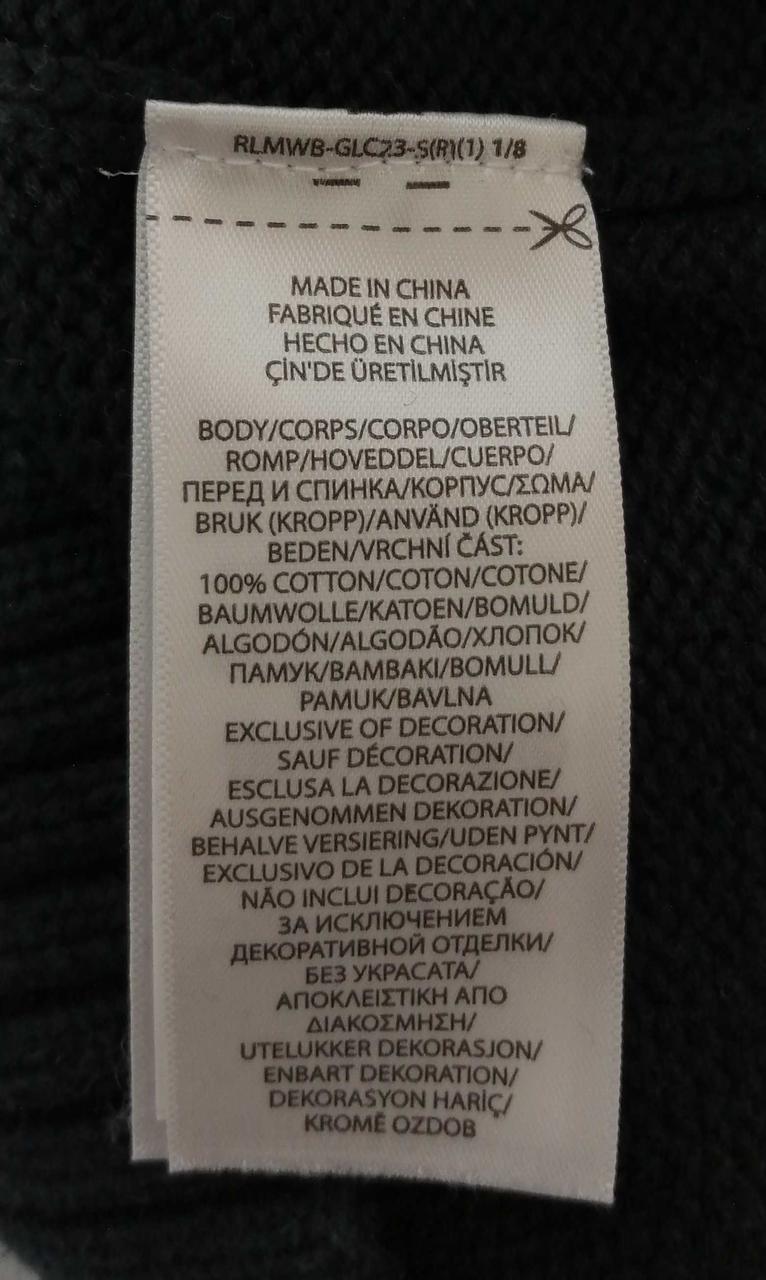 RLMWB-GLC23-S(R)(1) 1/8
MADE IN CHINA
FABRIQUÉ EN CHINE
HECHO EN CHINA
ÇİN'DE ÜRETİLMİŞTİR
BODY/CORPS/CORPO/OBERTEIL/
ROMP/HOVEDDEL/CUERPO/
ПЕРЕД И СПИНКА/КОРПУС/ΣΩΜΑ/
BRUK (KROPP)/ANVÄND (KROPP)/
BEDEN/VRCHNÍ ČÁST:
100% COTTON/COTON/COTONE/
BAUMWOLLE/KATOEN/BOMULD/
ALGODÓN/ALGODÃO/ХЛОПОК/
ПАМУК/ΒΑΜΒΑΚΙ/BOMULL/
PAMUK/BAVLNA
EXCLUSIVE OF DECORATION/
SAUF DÉCORATION/
ESCLUSA LA DECORAZIONE/
AUSGENOMMEN DEKORATION/
BEHALVE VERSIERING/UDEN PYNT/
EXCLUSIVO DE LA DECORACIÓN/
NÃO INCLUI DECORAÇÃO/
ЗА ИСКЛЮЧЕНИЕМ
ДЕКОРАТИВНОЙ ОТДЕЛКИ/
БЕЗ УКРАСАТА/
ΑΠΟΚΛΕΙΣΤΙΚΗ ΑΠΟ
ΔΙΑΚΟΣΜΗΣΗ/
UTELUKKER DEKORASJON/
ENBART DEKORATION/
DEKORASYON HARİÇ/
KROMĚ OZDOB